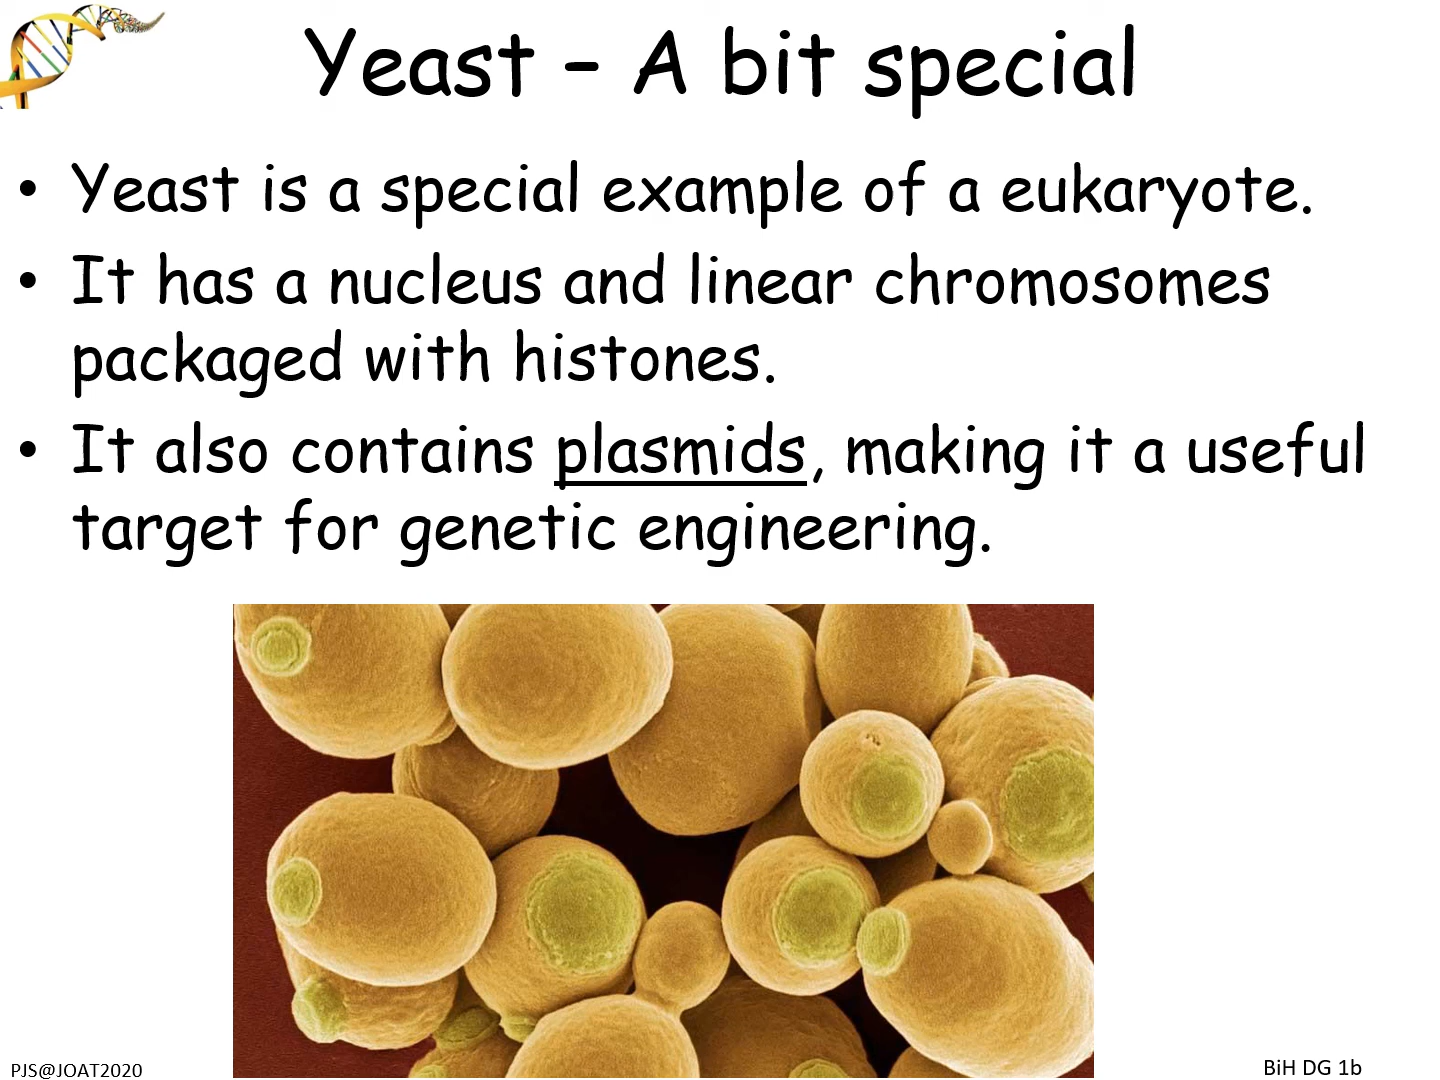 Yeast – A bit special
• Yeast is a special example of a eukaryote.
• It has a nucleus and linear chromosomes
packaged with histones.
• It also contains plasmids, making it a useful
target for genetic engineering.
PJS@JOAT2020
BiH DG 1b